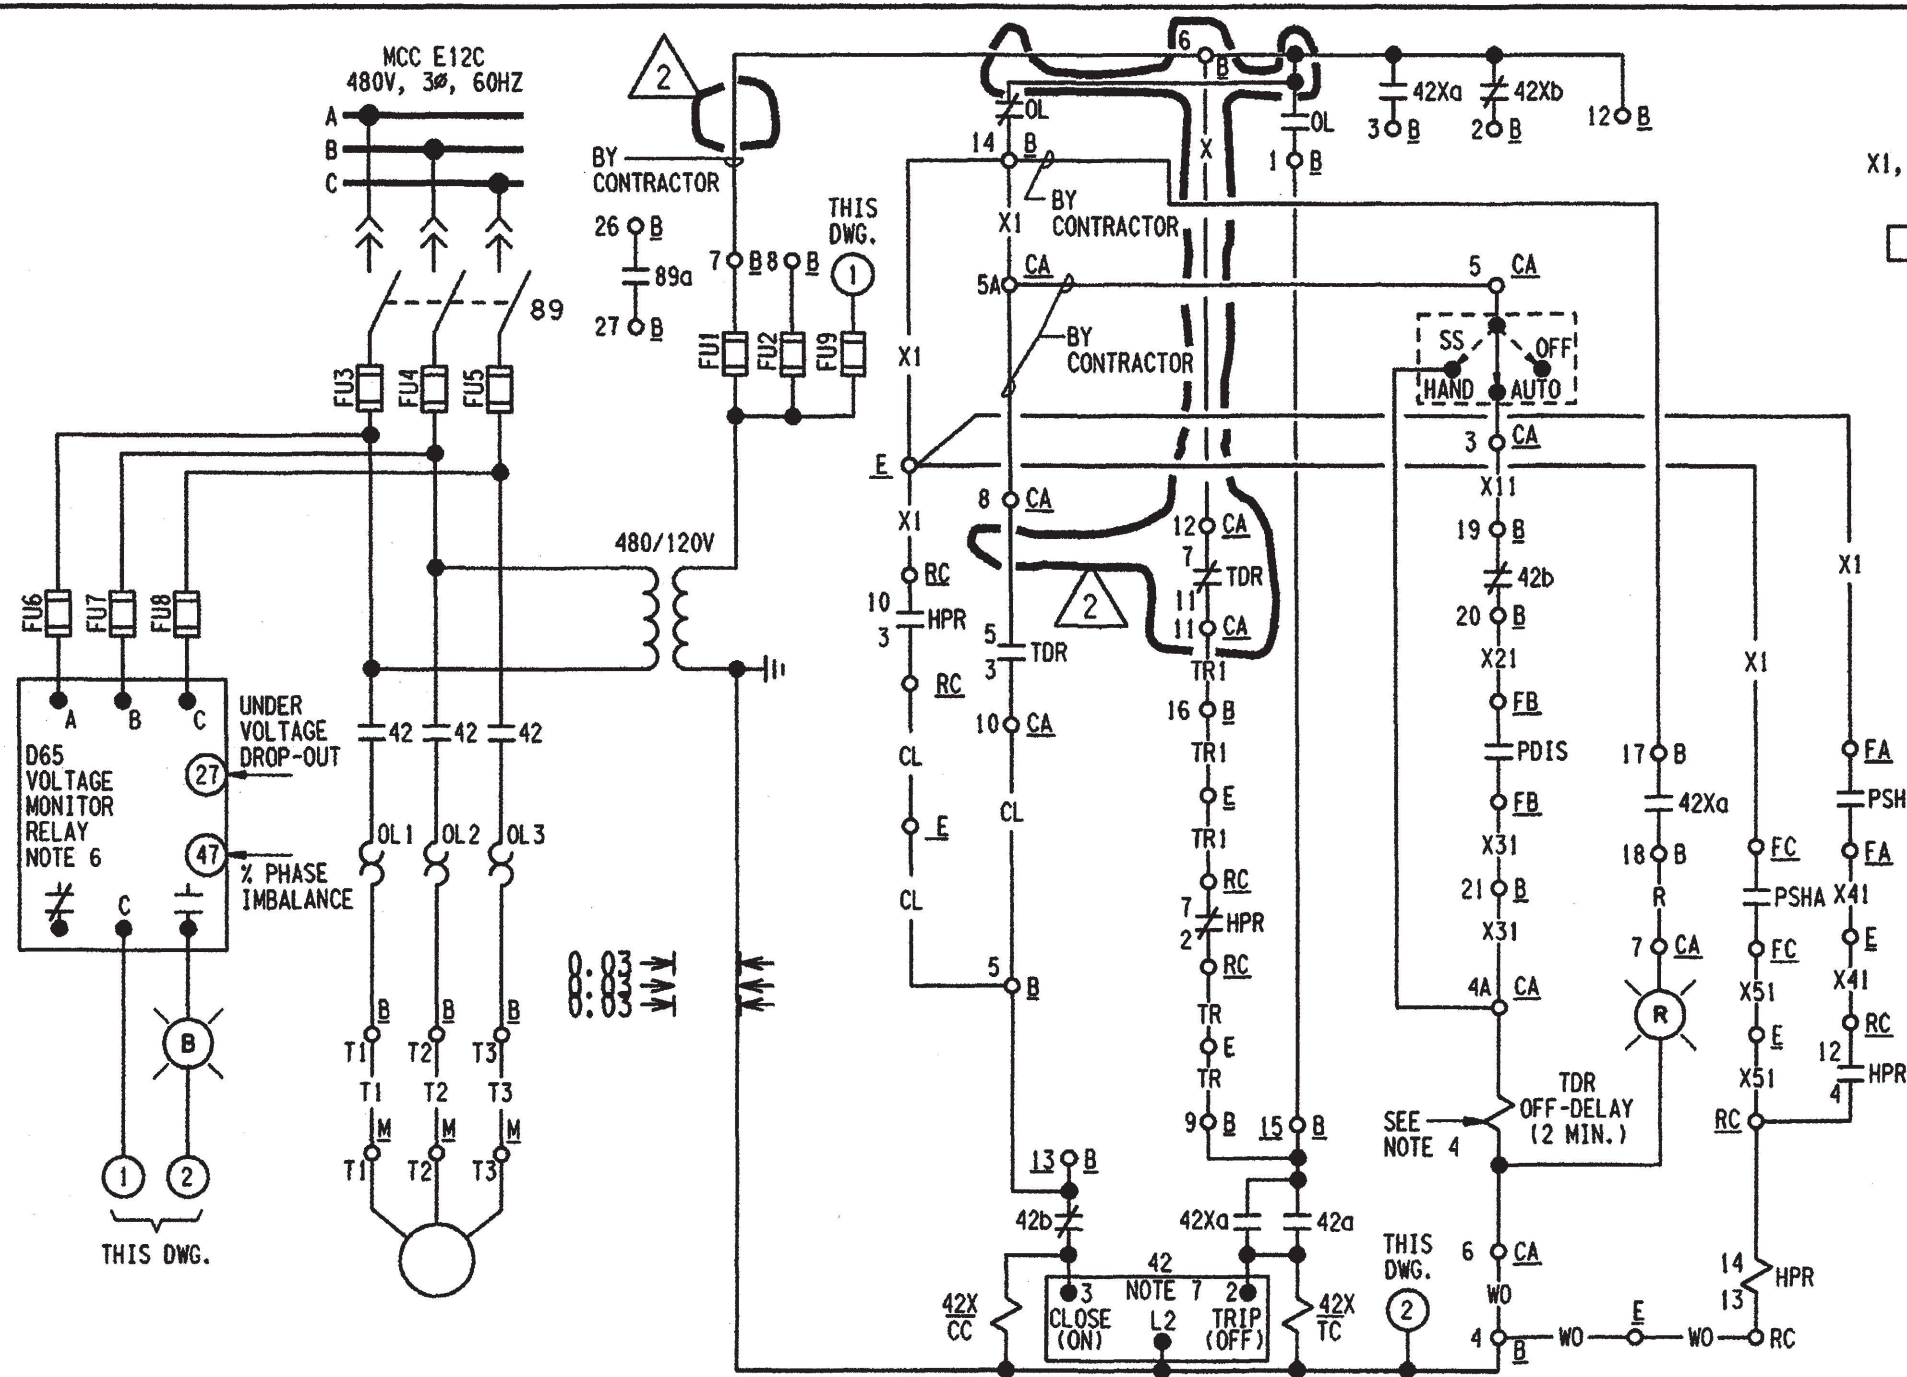 MCC E12C
480V, 3ø, 60HZ
A
B
C
89
FU3
FU4
FU5
FU6
FU7
FU8
A
B
C
D65
VOLTAGE
MONITOR
RELAY
NOTE 6
C
UNDER
VOLTAGE
DROP-OUT
27
47
% PHASE
IMBALANCE
B
1
2
THIS DWG.
42
42
42
OL1
OL2
OL3
B
B
B
T1
T2
T3
T1
T2
T3
M
M
M
T1
T2
T3
2
BY
CONTRACTOR
26 B
89a
27 B
7 B
8 B
THIS
DWG.
1
FU1
FU2
FU9
480/120V
0.03
0.03
0.03
6
B
OL
14 B
BY
CONTRACTOR
X1
5A CA
BY
CONTRACTOR
X1
E
X1
RC
10
HPR
3
RC
CL
E
CL
8 CA
5
TDR
3
10 CA
CL
5
B
13 B
42b
42X
CC
X
12 CA
7
TDR
11
11 CA
2
TR1
16 B
TR1
E
TR1
RC
7
HPR
2
RC
TR
E
TR
9 B
OL
1 B
15 B
42Xa
42a
42
NOTE 7
3
CLOSE
(ON)
L2
2
TRIP
(OFF)
42X
TC
42Xa
3 B
42Xb
2 B
12 B
X1,
5 CA
SS
OFF
HAND
AUTO
3 CA
X11
19 B
42b
20 B
X21
FB
PDIS
FB
X31
21 B
X31
4A CA
SEE
NOTE 4
TDR
OFF-DELAY
(2 MIN.)
6 CA
WO
4 B
THIS
DWG.
2
WO
E
WO
RC
17 B
42Xa
18 B
R
7 CA
R
X1
FC
PSHA
FC
X51
E
X51
RC
14
HPR
13
X1
FA
PSH
FA
X41
E
X41
RC
12
HPR
4